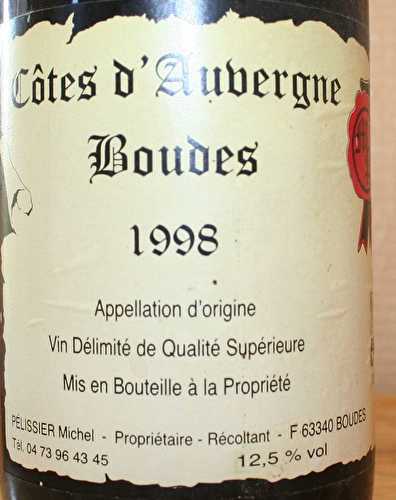 Côtes d'Auvergne
Boudes
1998
Appellation d'origine
Vin Délimité de Qualité Supérieure
Mis en Bouteille à la Propriété
PÉLISSIER Michel - Propriétaire - Récoltant - F 63340 BOUDES
Tél. 04 73 96 43 45
12,5 % vol